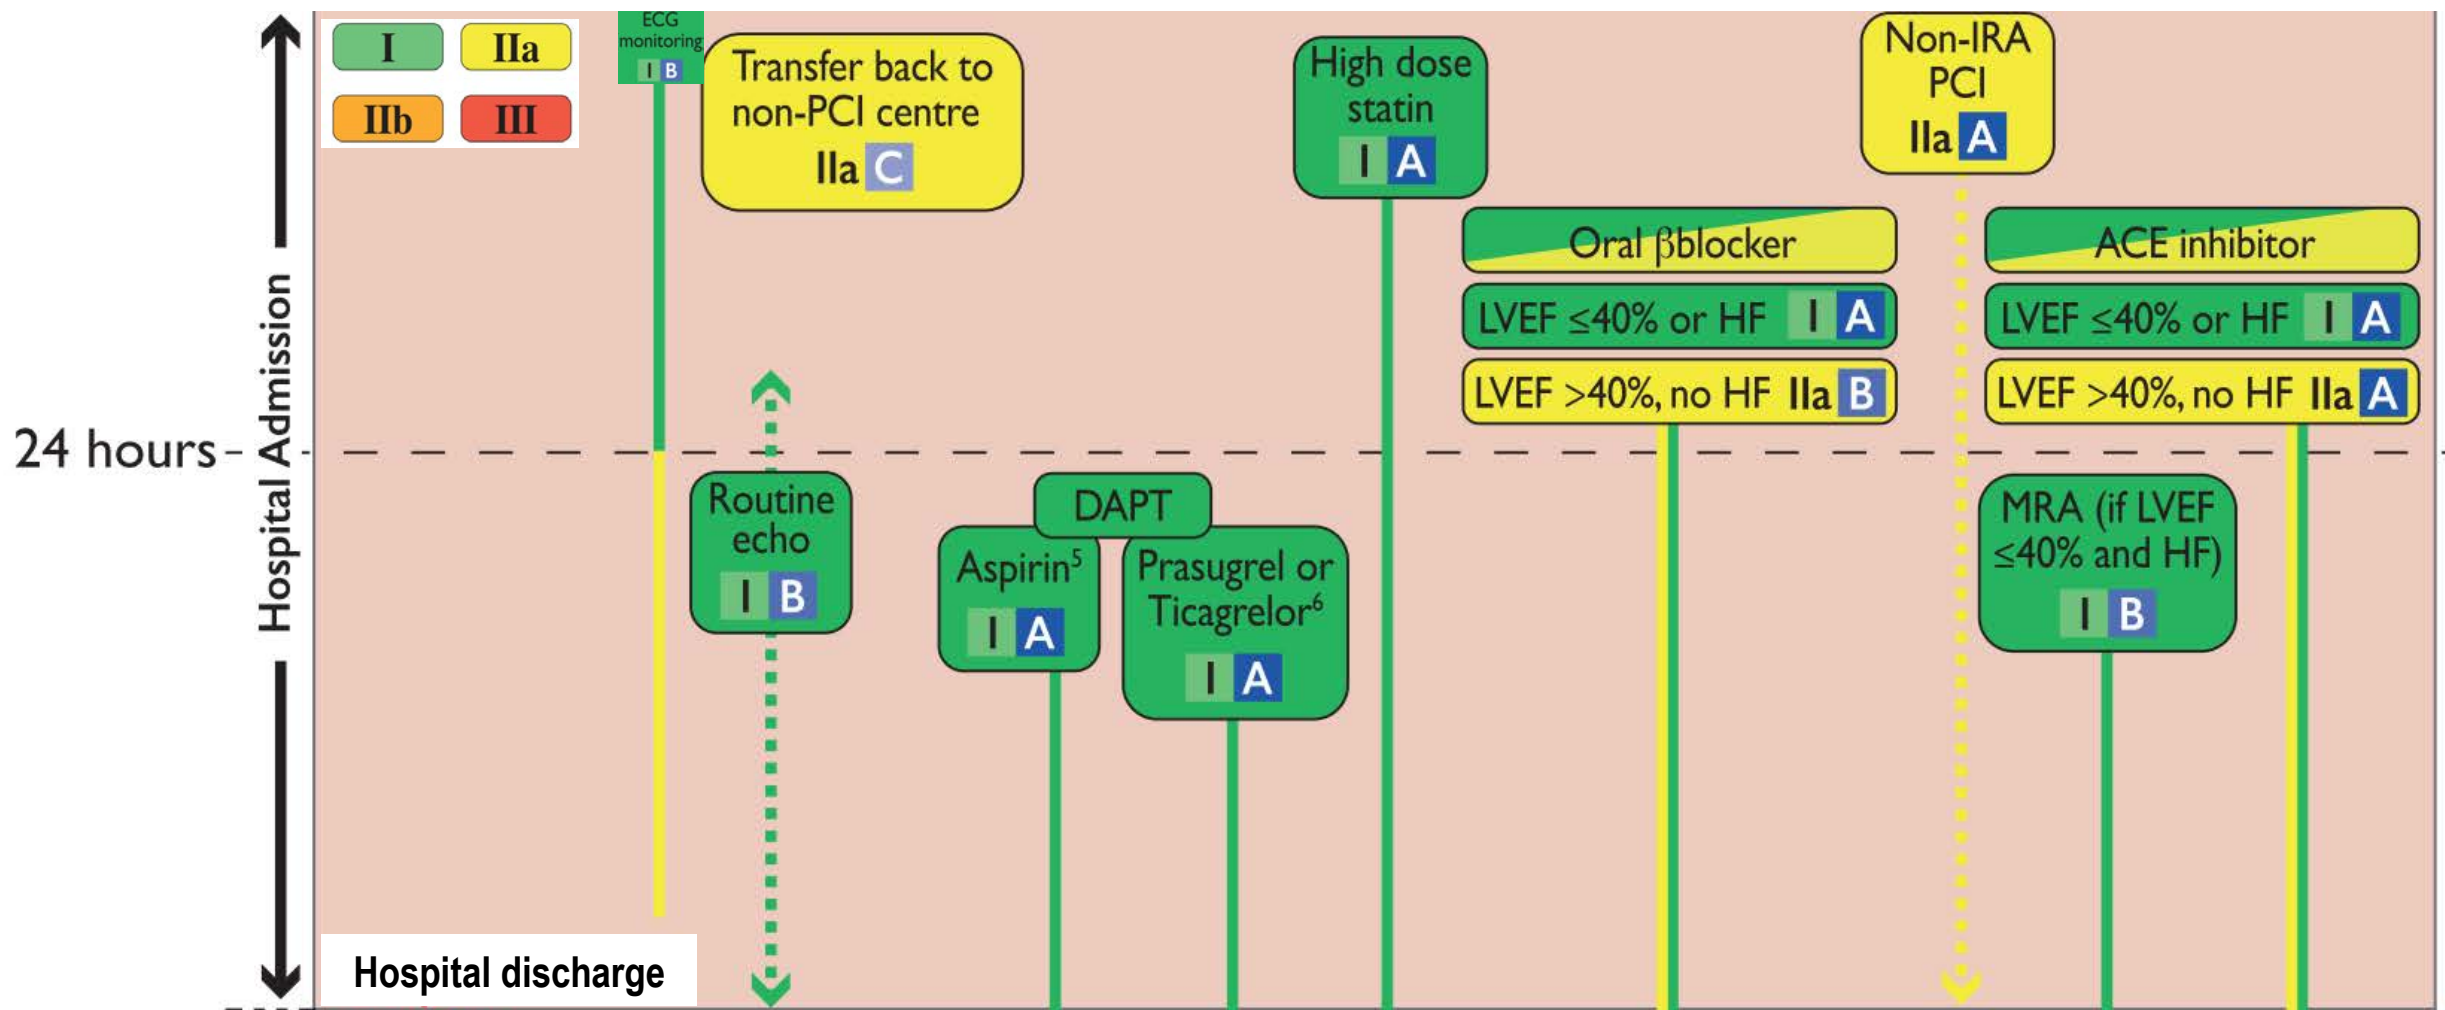 I
IIa
IIb
III
ECG
monitoring
I B
Transfer back to
non-PCI centre
IIa C
High dose
statin
I A
Non-IRA
PCI
IIa A
Oral βblocker
LVEF ≤40% or HF I A
LVEF >40%, no HF IIa B
ACE inhibitor
LVEF ≤40% or HF I A
LVEF >40%, no HF IIa A
Hospital Admission
24 hours
Routine
echo
I B
DAPT
Aspirin⁵
I A
Prasugrel or
Ticagrelor⁶
I A
MRA (if LVEF
≤40% and HF)
I B
Hospital discharge